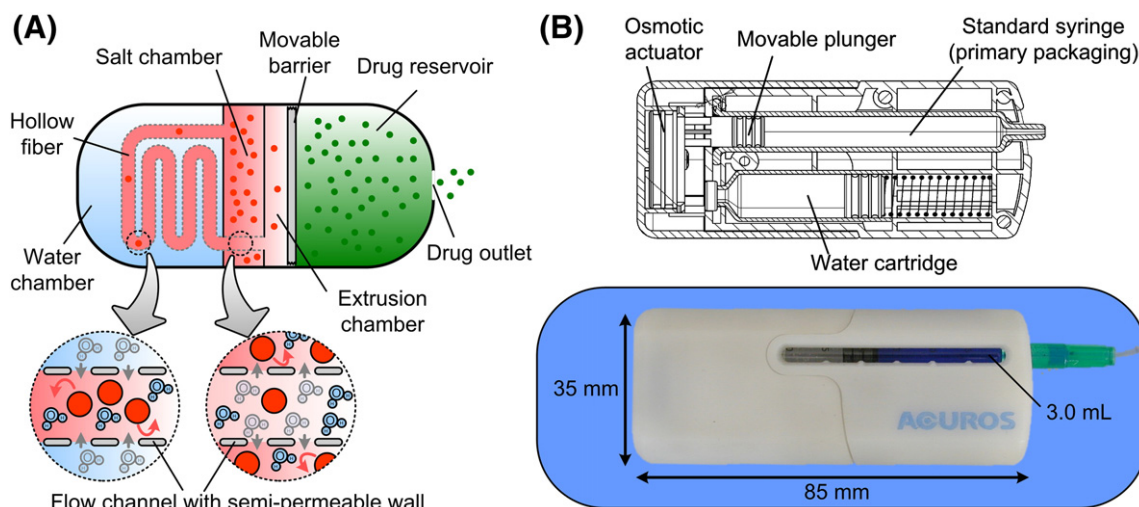 (A)
Salt chamber
Movable
barrier
Drug reservoir
Hollow
fiber
Water
chamber
Drug outlet
Extrusion
chamber
Flow channel with semi-permeable wall
(B)
Osmotic
actuator
Movable plunger
Standard syringe
(primary packaging)
Water cartridge
35 mm
3.0 mL
ACUROS
85 mm